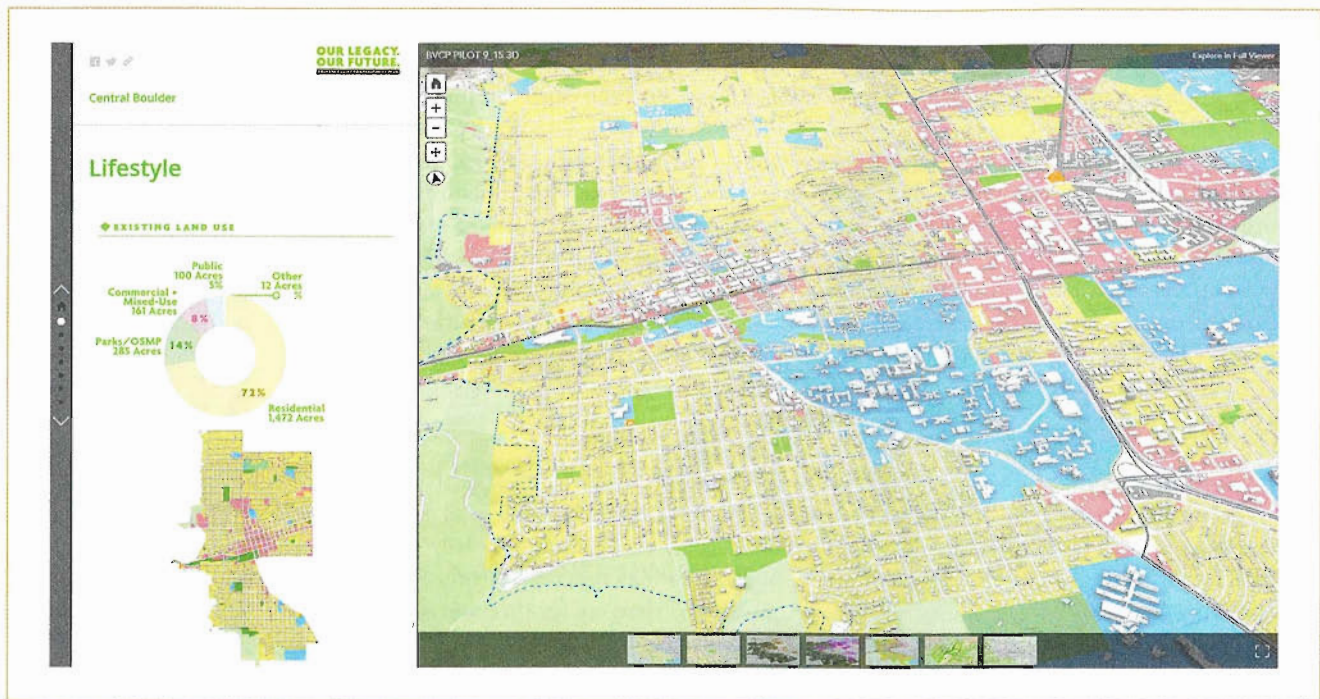 OUR LEGACY.
OUR FUTURE.
Central Boulder
Lifestyle
EXISTING LAND USE
Public
100 Acres
5%
Other
12 Acres
%
Commercial +
Mixed-Use
161 Acres
8%
Parks/OSMP
285 Acres
14%
72%
Residential
1,472 Acres
BVCP PILOT 9_15 3D
Explore in Full Viewer